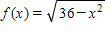 f(x) = √(36 − x²)